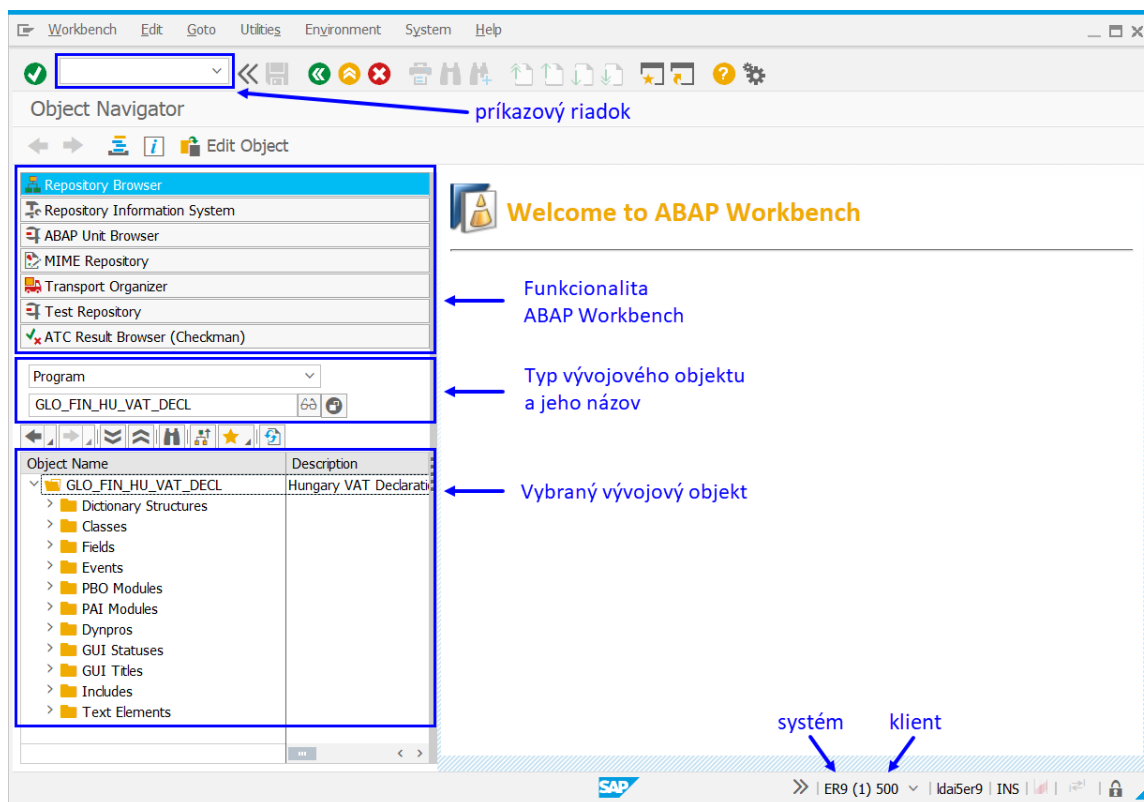 Workbench Edit Goto Utilities Environment System Help
Object Navigator
príkazový riadok
Edit Object
Repository Browser
Repository Information System
ABAP Unit Browser
MIME Repository
Transport Organizer
Test Repository
ATC Result Browser (Checkman)
Welcome to ABAP Workbench
Funkcionalita
ABAP Workbench
Program
GLO_FIN_HU_VAT_DECL
Typ vývojového objektu
a jeho názov
Object Name Description
GLO_FIN_HU_VAT_DECL Hungary VAT Declarati
Vybraný vývojový objekt
Dictionary Structures
Classes
Fields
Events
PBO Modules
PAI Modules
Dynpros
GUI Statuses
GUI Titles
Includes
Text Elements
systém klient
SAP ER9 (1) 500 ldai5er9 INS